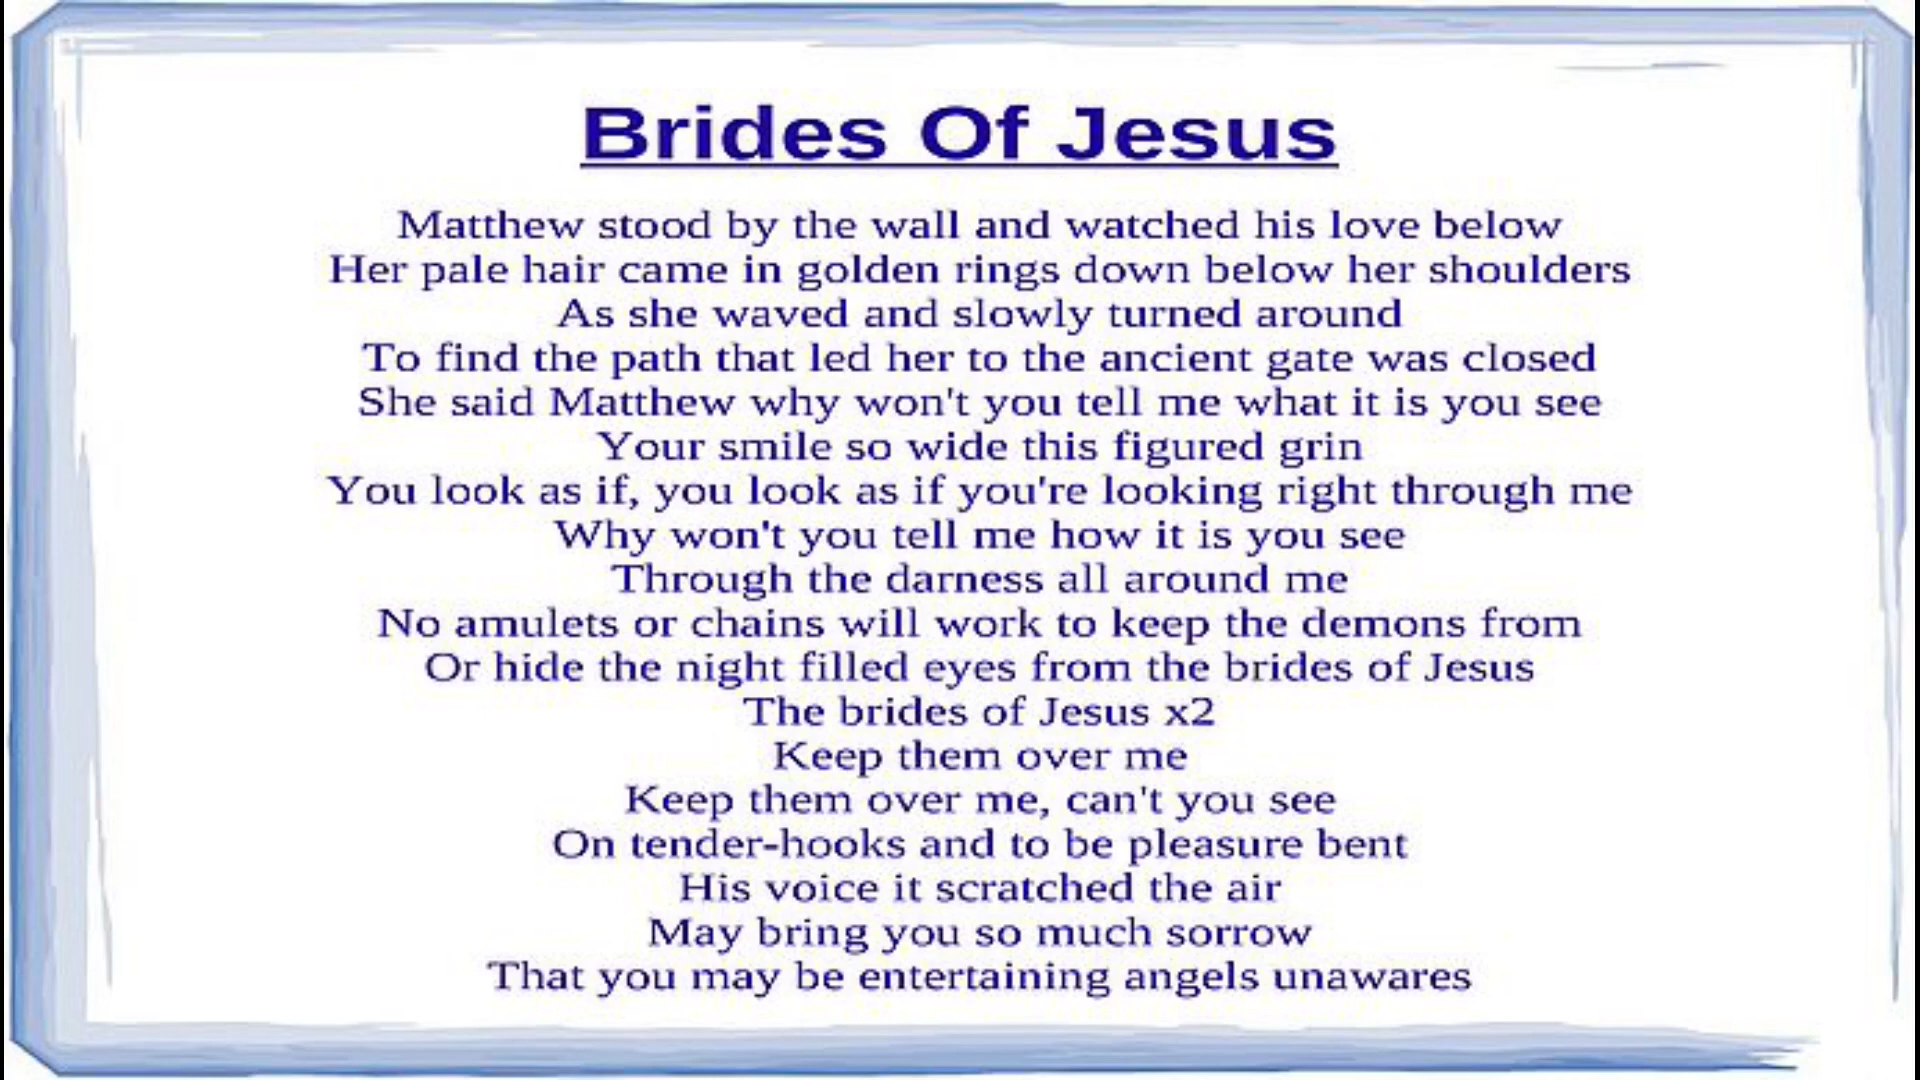 Brides Of Jesus
Matthew stood by the wall and watched his love below
Her pale hair came in golden rings down below her shoulders
As she waved and slowly turned around
To find the path that led her to the ancient gate was closed
She said Matthew why won't you tell me what it is you see
Your smile so wide this figured grin
You look as if, you look as if you're looking right through me
Why won't you tell me how it is you see
Through the darness all around me
No amulets or chains will work to keep the demons from
Or hide the night filled eyes from the brides of Jesus
The brides of Jesus x2
Keep them over me
Keep them over me, can't you see
On tender-hooks and to be pleasure bent
His voice it scratched the air
May bring you so much sorrow
That you may be entertaining angels unawares